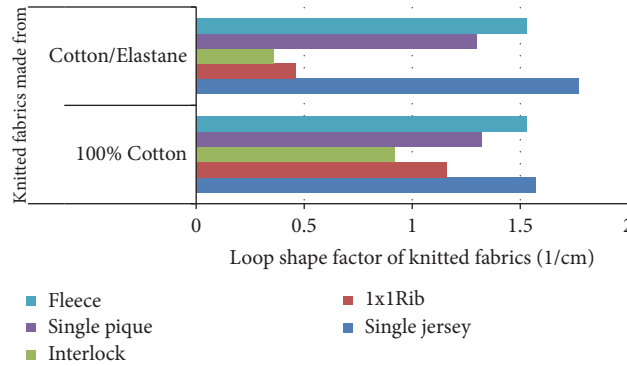 Knitted fabrics made from
Cotton/Elastane
100% Cotton
0 0.5 1 1.5 2
Loop shape factor of knitted fabrics (1/cm)
Fleece
Single pique
Interlock
1x1Rib
Single jersey